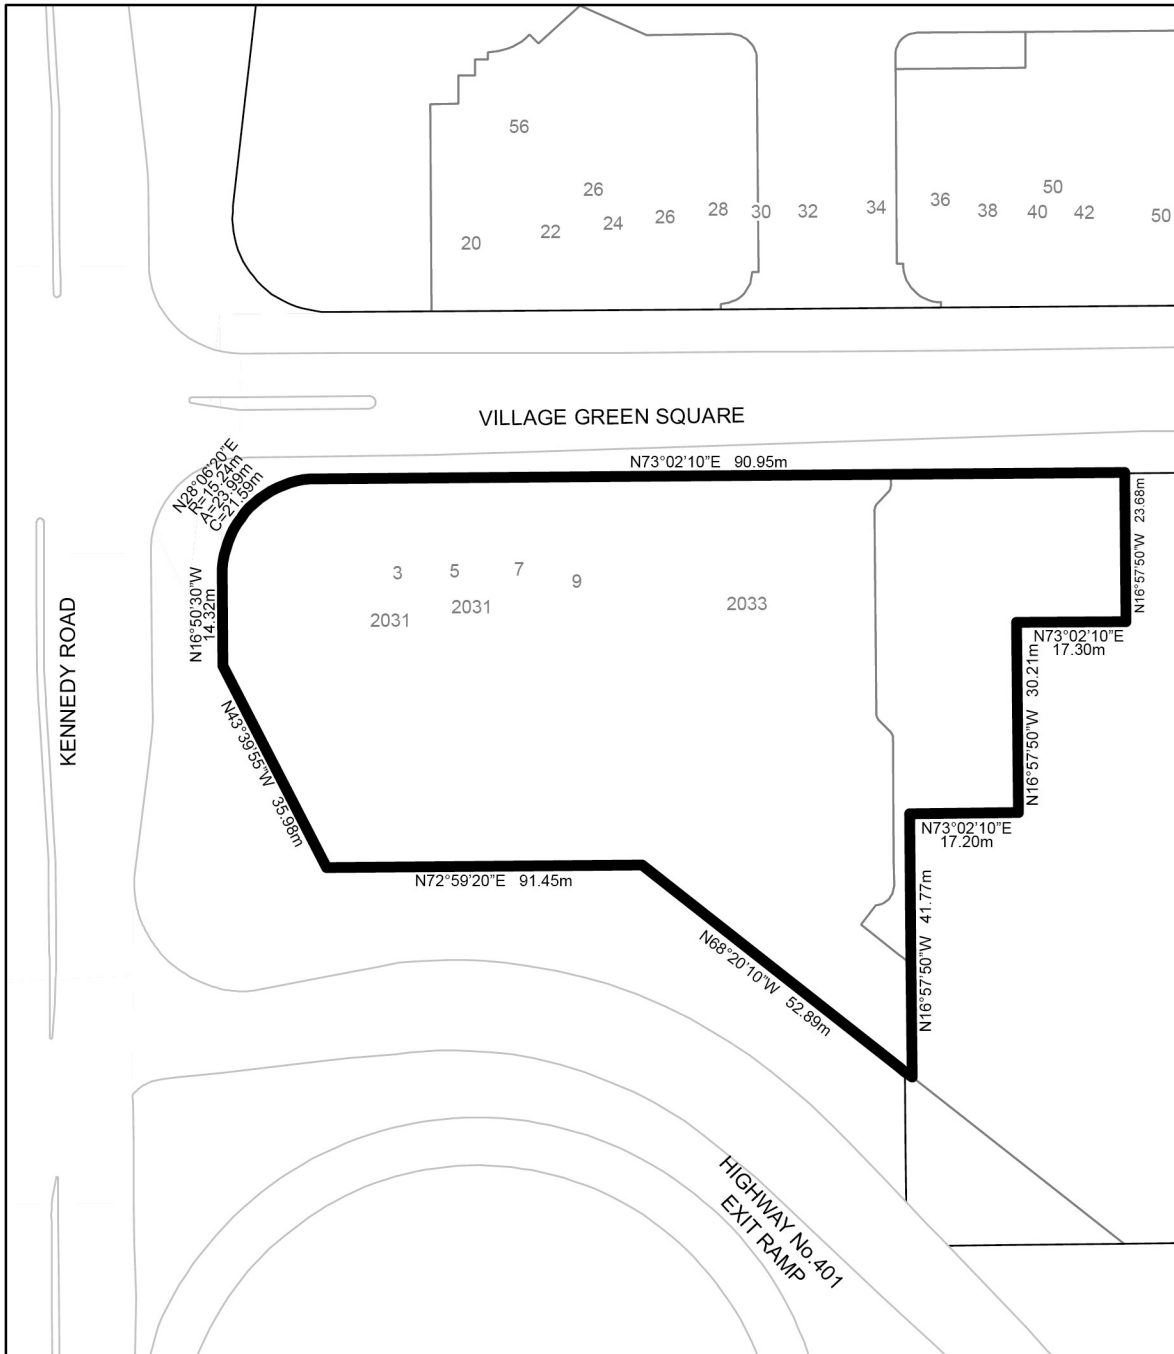 56
26
50
28
30
32
34
36
38
40
42
50
20
22
24
26
VILLAGE GREEN SQUARE
N73°02'10"E 90.95m
N28°06'20"E
R=15.24m
A=23.99m
C=21.59m
N16°57'50"W 23.68m
3
5
7
9
2031
2031
2033
N16°50'30"W
14.32m
KENNEDY ROAD
N73°02'10"E
17.30m
N16°57'50"W 30.21m
N43°39'55"W 35.98m
N73°02'10"E
17.20m
N72°59'20"E 91.45m
N16°57'50"W 41.77m
N68°20'10"W 52.89m
HIGHWAY No.401
EXIT RAMP